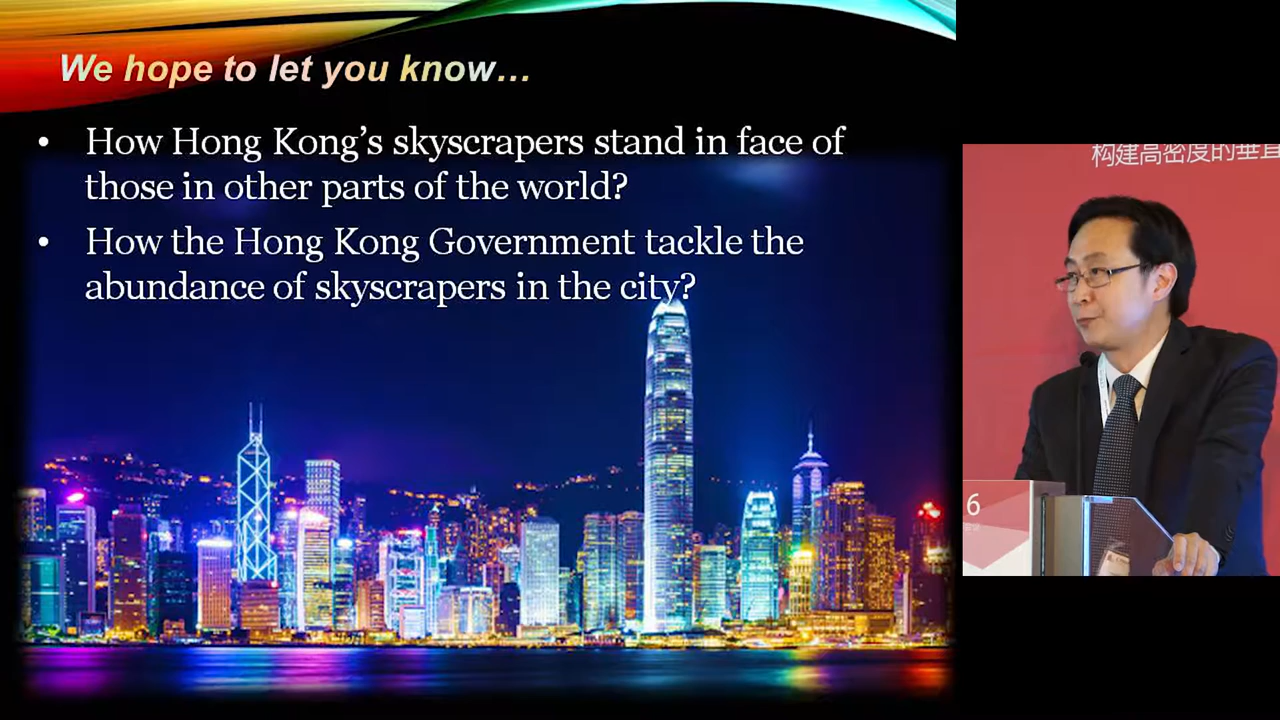 We hope to let you know…
• How Hong Kong’s skyscrapers stand in face of
those in other parts of the world?
• How the Hong Kong Government tackle the
abundance of skyscrapers in the city?
构建高密度的垂直
6